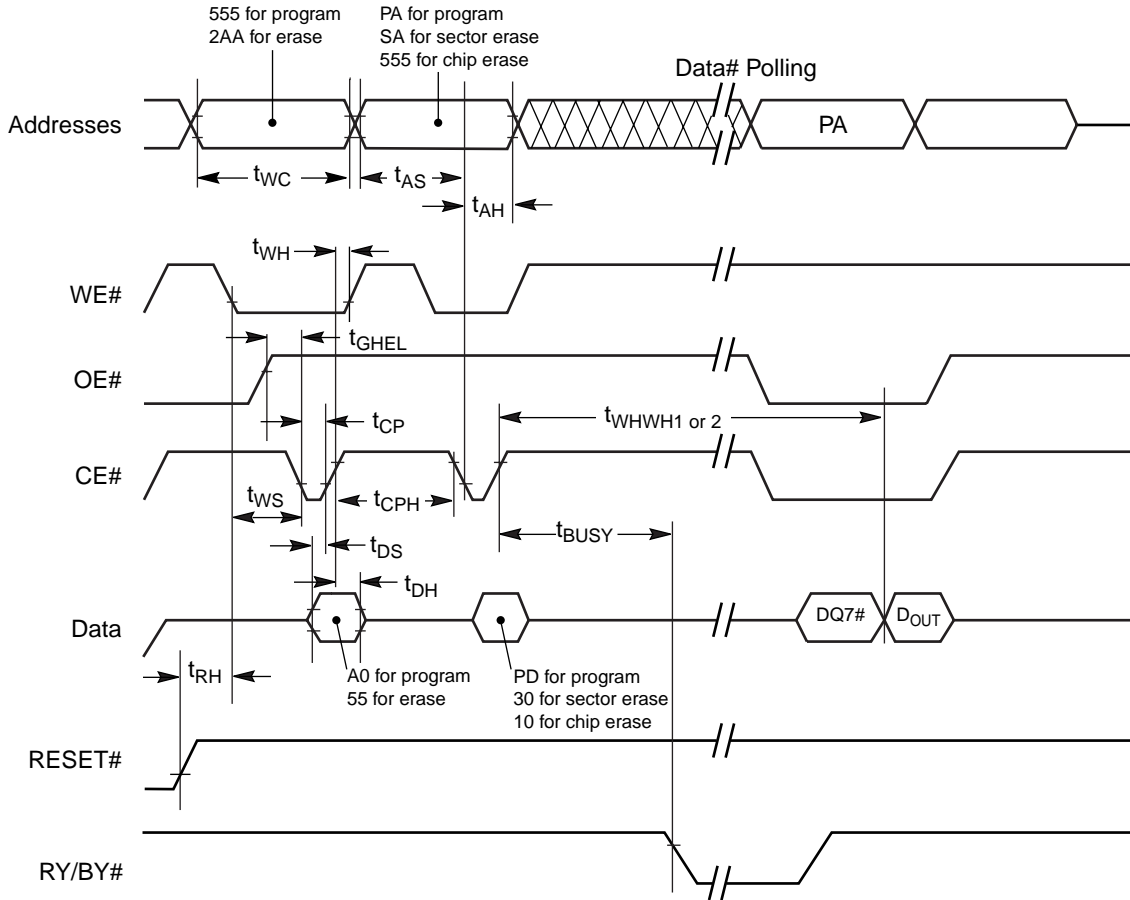 555 for program
2AA for erase
PA for program
SA for sector erase
555 for chip erase
Data# Polling
Addresses
PA
tWC
tAS
tAH
tWH
WE#
tGHEL
OE#
tWHWH1 or 2
tCP
CE#
tWS
tCPH
tBUSY
tDS
tDH
Data
DQ7#
DOUT
tRH
A0 for program
55 for erase
PD for program
30 for sector erase
10 for chip erase
RESET#
RY/BY#